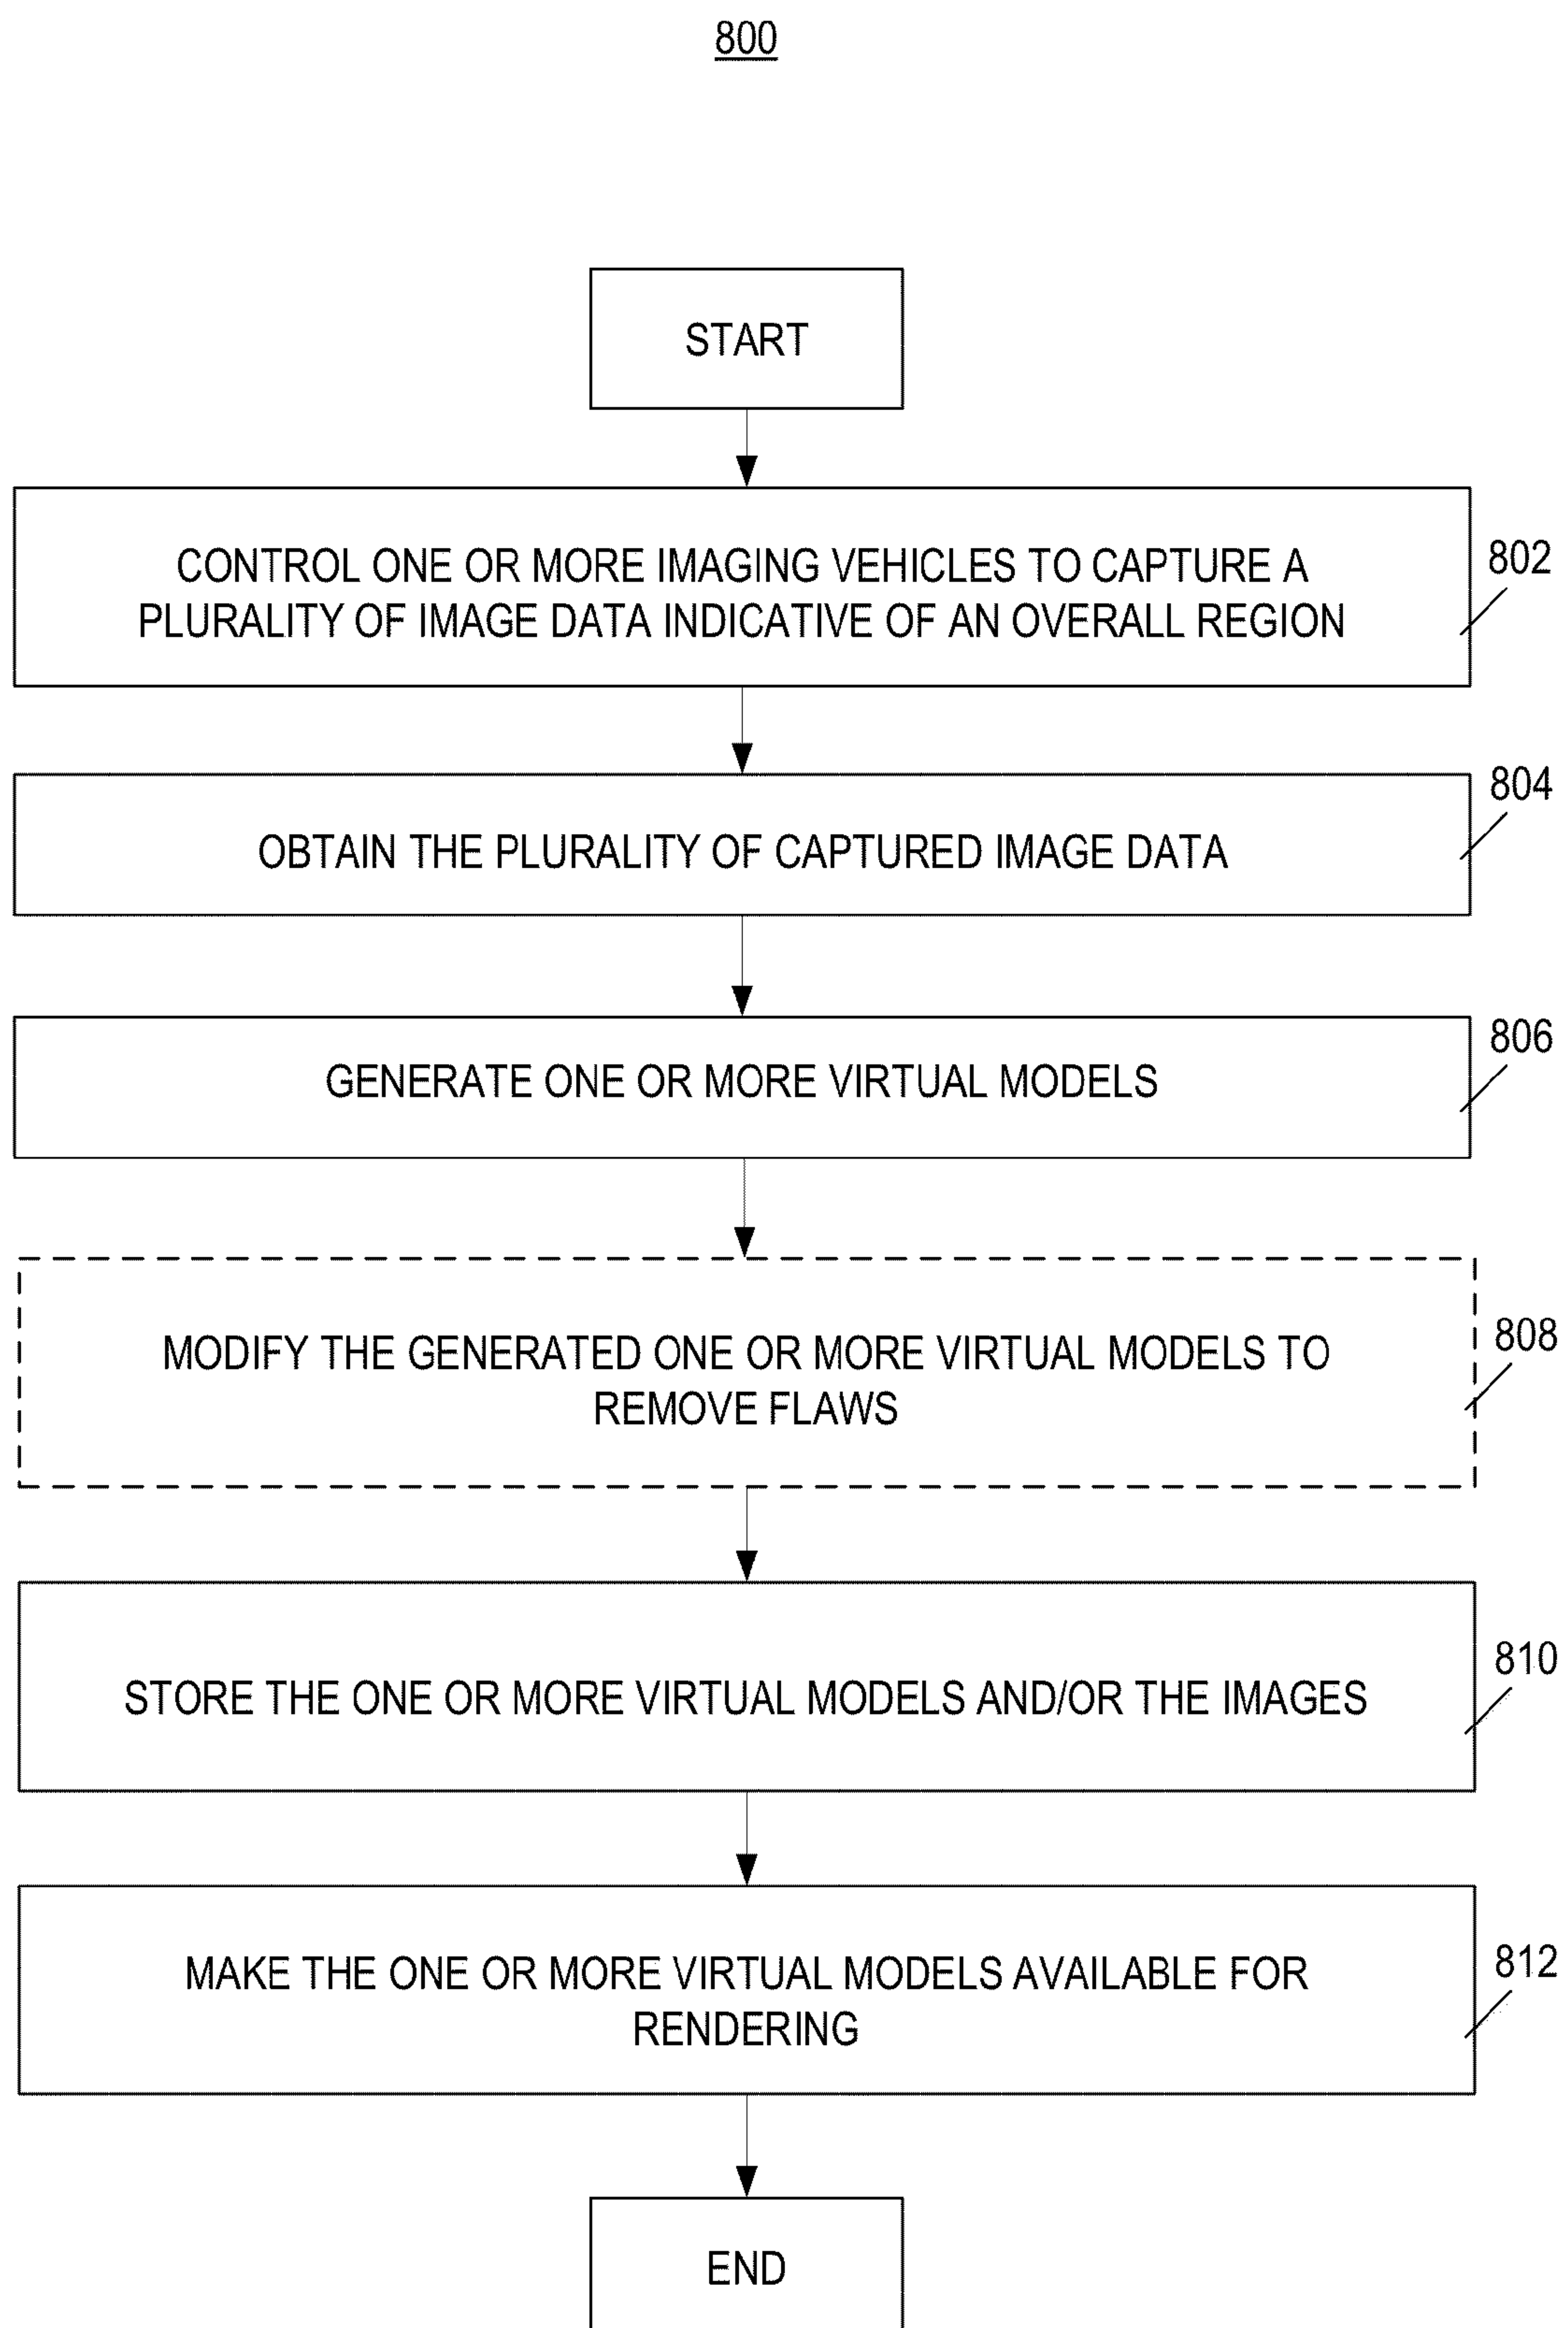 800
START
CONTROL ONE OR MORE IMAGING VEHICLES TO CAPTURE A
PLURALITY OF IMAGE DATA INDICATIVE OF AN OVERALL REGION
802
OBTAIN THE PLURALITY OF CAPTURED IMAGE DATA
804
GENERATE ONE OR MORE VIRTUAL MODELS
806
MODIFY THE GENERATED ONE OR MORE VIRTUAL MODELS TO
REMOVE FLAWS
808
STORE THE ONE OR MORE VIRTUAL MODELS AND/OR THE IMAGES
810
MAKE THE ONE OR MORE VIRTUAL MODELS AVAILABLE FOR
RENDERING
812
END